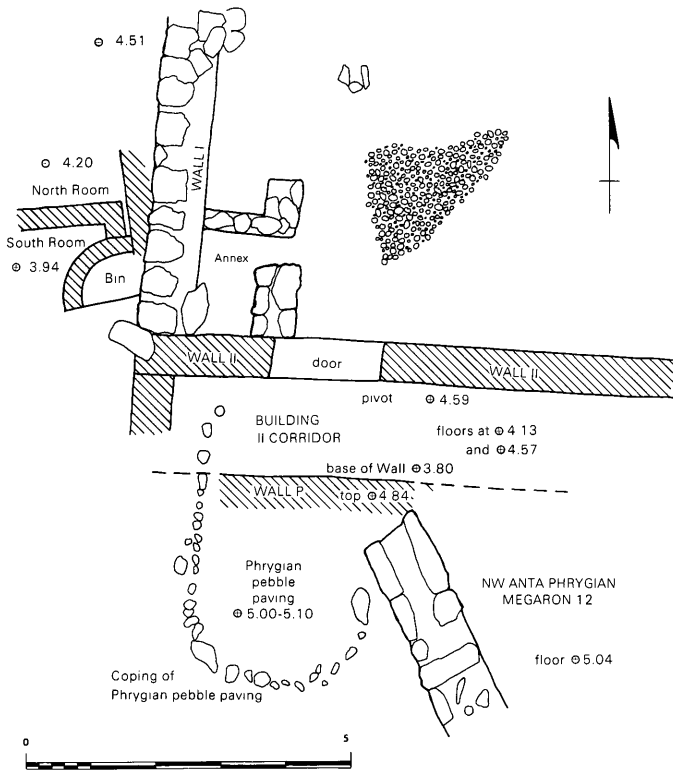 4.51
WALL I
4.20
North Room
South Room
3.94
Bin
Annex
WALL II
door
WALL II
pivot 4.59
BUILDING
II CORRIDOR
floors at 4 13
and 4.57
base of Wall 3.80
WALL P top 4 84
Phrygian
pebble
paving
5.00-5.10
NW ANTA PHRYGIAN
MEGARON 12
floor 5.04
Coping of
Phrygian pebble paving
0 5